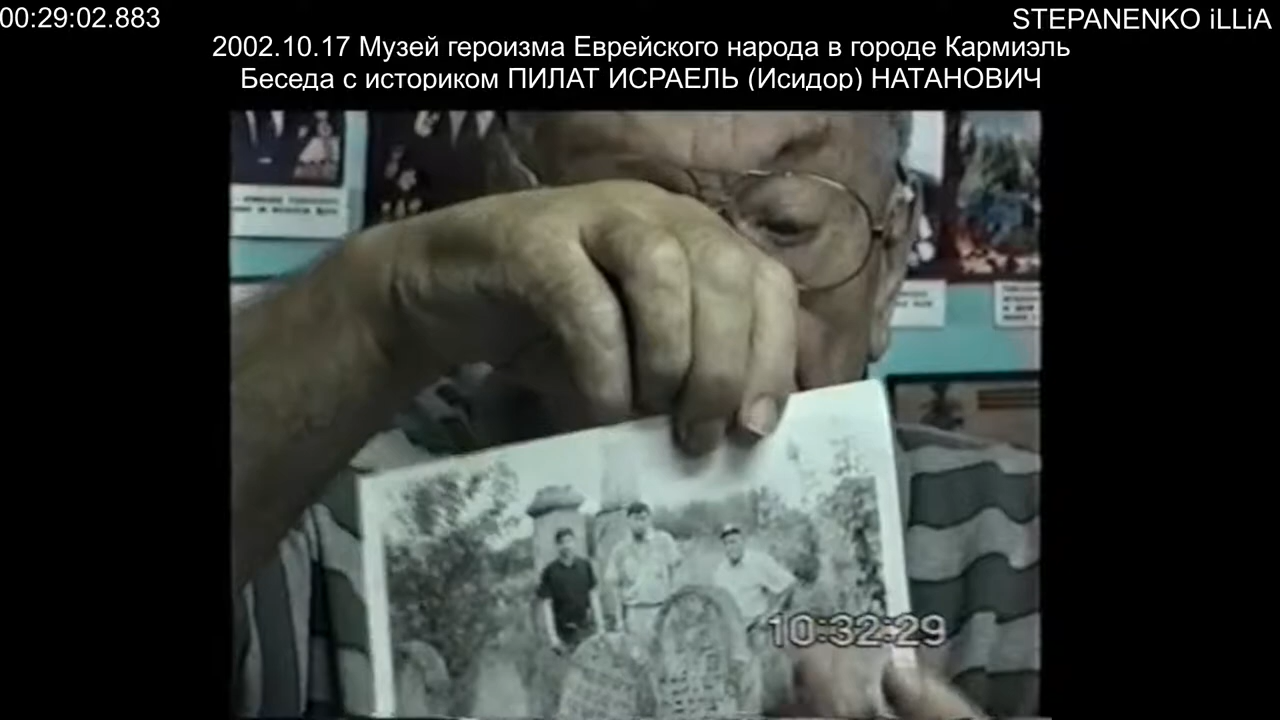 00:29:02.883
STEPANENKO iLLiA
2002.10.17 Музей героизма Еврейского народа в городе Кармиэль
Беседа с историком ПИЛАТ ИСРАЕЛЬ (Исидор) НАТАНОВИЧ
10:32:29